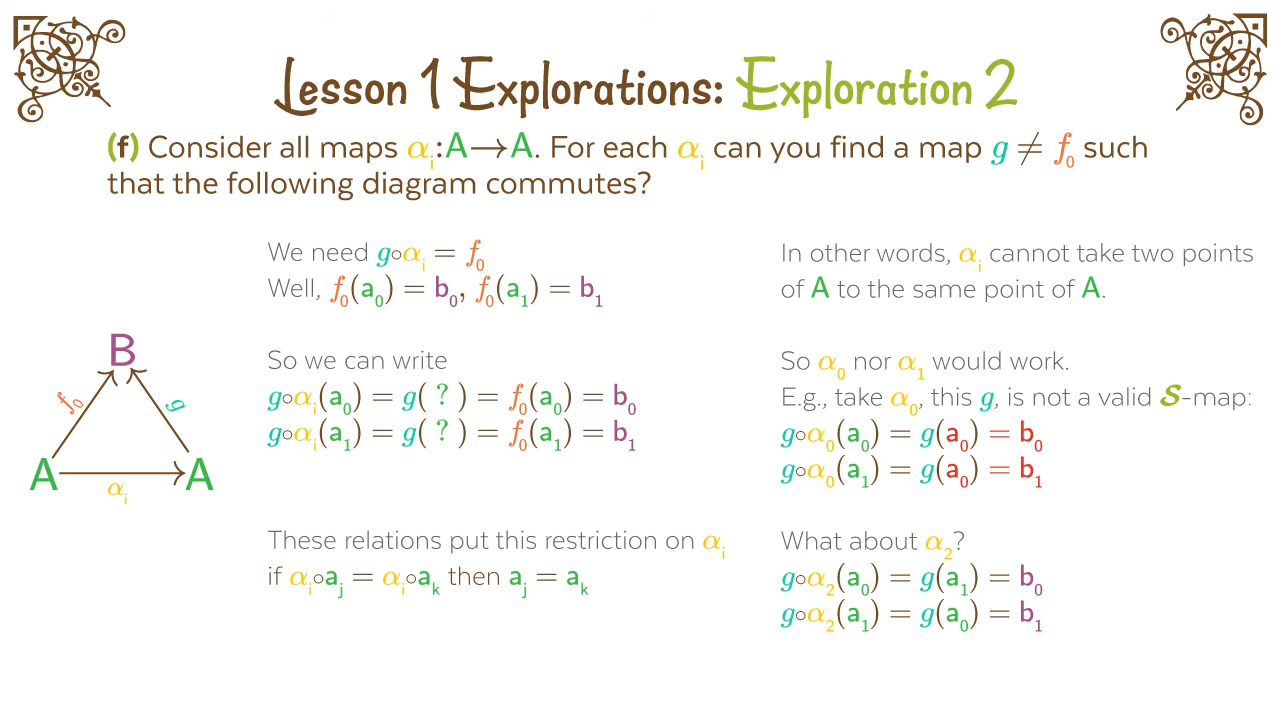 Lesson 1 Explorations: Exploration 2
(f) Consider all maps αᵢ:A→A. For each αᵢ can you find a map g ≠ f₀ such
that the following diagram commutes?
We need g∘αᵢ = f₀
Well, f₀(a₀) = b₀, f₀(a₁) = b₁
So we can write
g∘αᵢ(a₀) = g( ? ) = f₀(a₀) = b₀
g∘αᵢ(a₁) = g( ? ) = f₀(a₁) = b₁
These relations put this restriction on αᵢ
if αᵢ∘aⱼ = αᵢ∘aₖ then aⱼ = aₖ
B
f₀
g
A
A
αᵢ
In other words, αᵢ cannot take two points
of A to the same point of A.
So α₀ nor α₁ would work.
E.g., take α₀, this g, is not a valid 𝓢-map:
g∘α₀(a₀) = g(a₀) = b₀
g∘α₀(a₁) = g(a₀) = b₁
What about α₂?
g∘α₂(a₀) = g(a₁) = b₀
g∘α₂(a₁) = g(a₀) = b₁